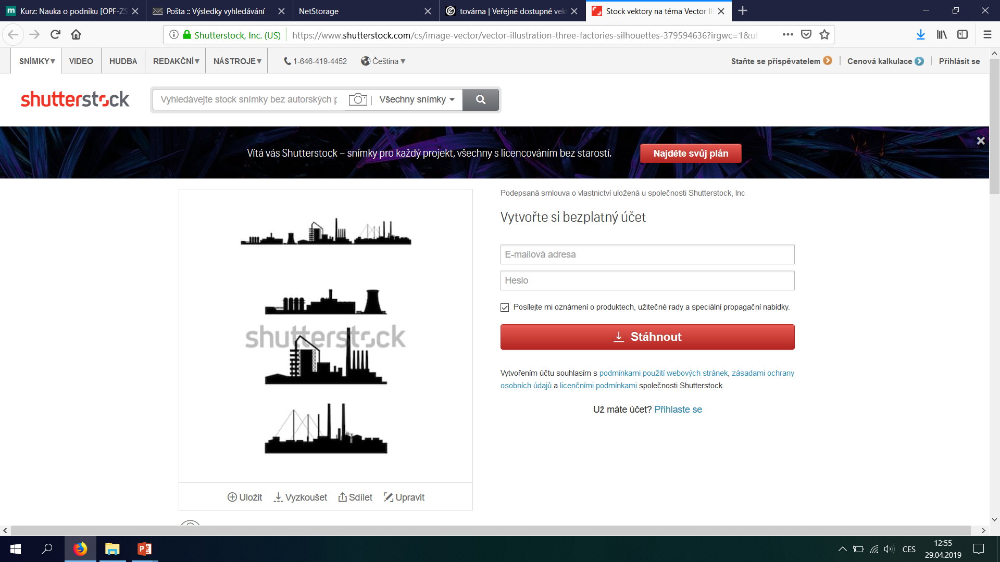 Kurz: Nauka o podniku [OPF-ZS
Pošta :: Výsledky vyhledávání
NetStorage
továrna | Veřejně dostupné vek
Stock vektory na téma Vector Ill
Shutterstock, Inc. (US)
https://www.shutterstock.com/cs/image-vector/vector-illustration-three-factories-silhouettes-379594636?irgwc=1&ut
SNÍMKY
VIDEO
HUDBA
REDAKČNÍ
NÁSTROJE
1-646-419-4452
Čeština
Staňte se přispěvatelem
Cenová kalkulace
Přihlásit se
shutterstock
Vyhledávejte stock snímky bez autorských p
Všechny snímky
Vítá vás Shutterstock – snímky pro každý projekt, všechny s licencováním bez starostí.
Najděte svůj plán
Podepsaná smlouva o vlastnictví uložená u společnosti Shutterstock, Inc
Vytvořte si bezplatný účet
E-mailová adresa
Heslo
Posílejte mi oznámení o produktech, užitečné rady a speciální propagační nabídky.
shutterstock
Stáhnout
Vytvořením účtu souhlasím s podmínkami použití webových stránek, zásadami ochrany
osobních údajů a licenčními podmínkami společnosti Shutterstock.
Už máte účet? Přihlaste se
Uložit
Vyzkoušet
Sdílet
Upravit
CES
12:55
29.04.2019